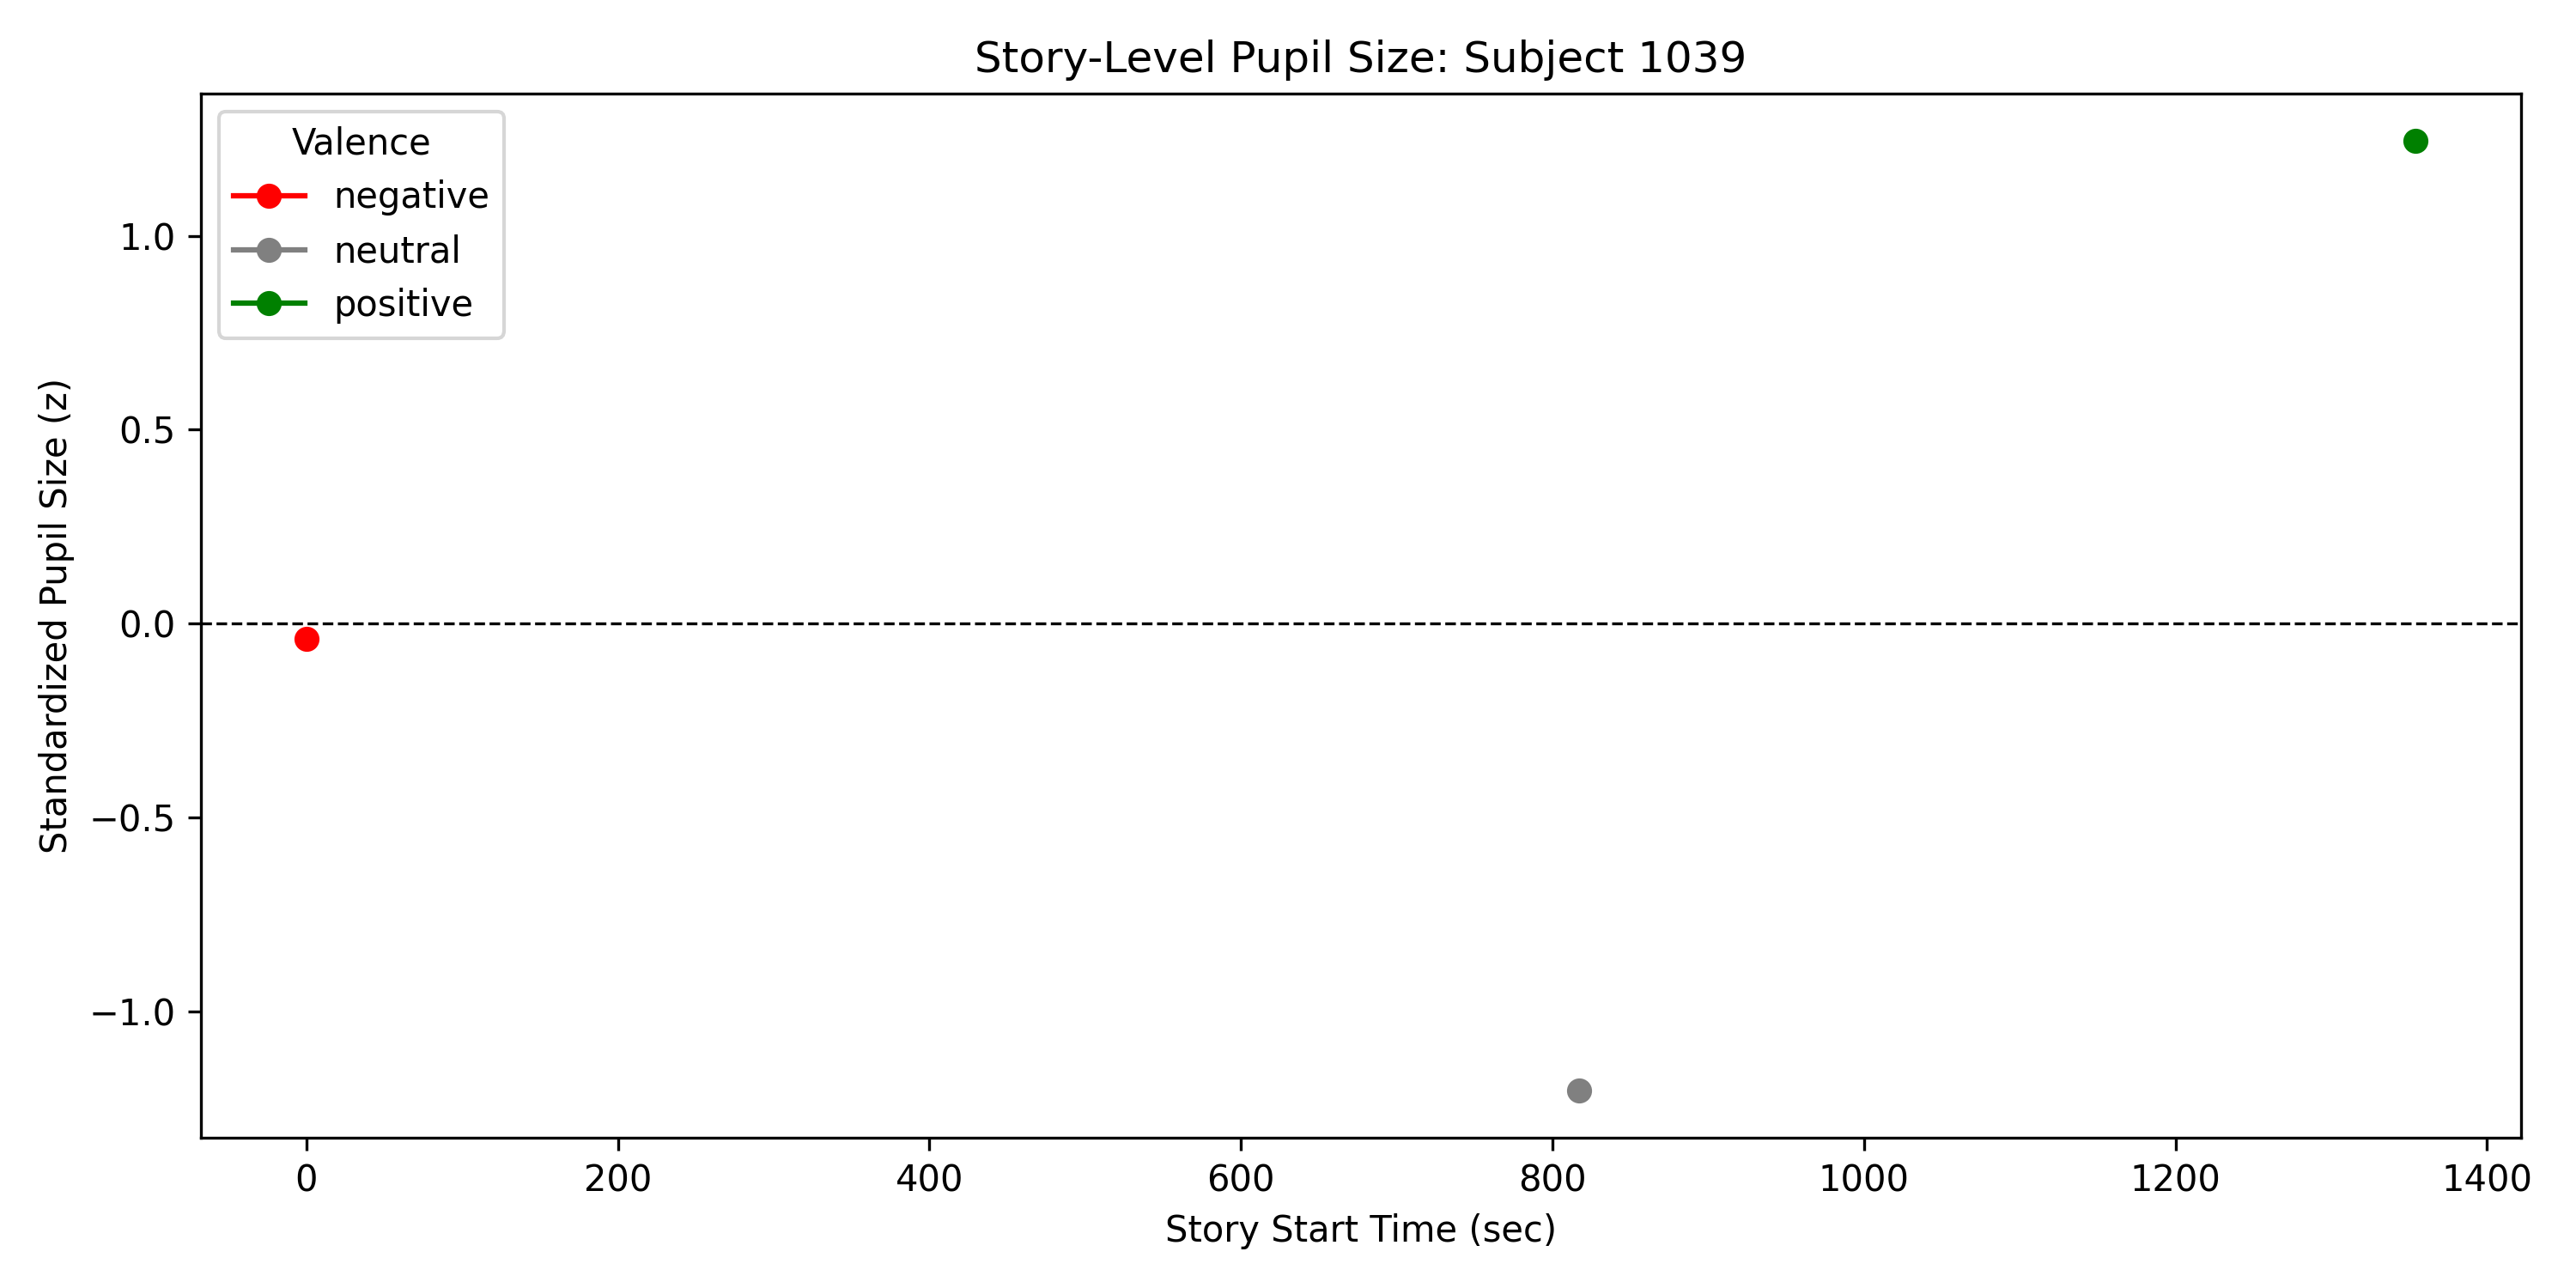 Story-Level Pupil Size: Subject 1039
Valence
negative
neutral
positive
Standardized Pupil Size (z)
1.0
0.5
0.0
−0.5
−1.0
0 200 400 600 800 1000 1200 1400
Story Start Time (sec)